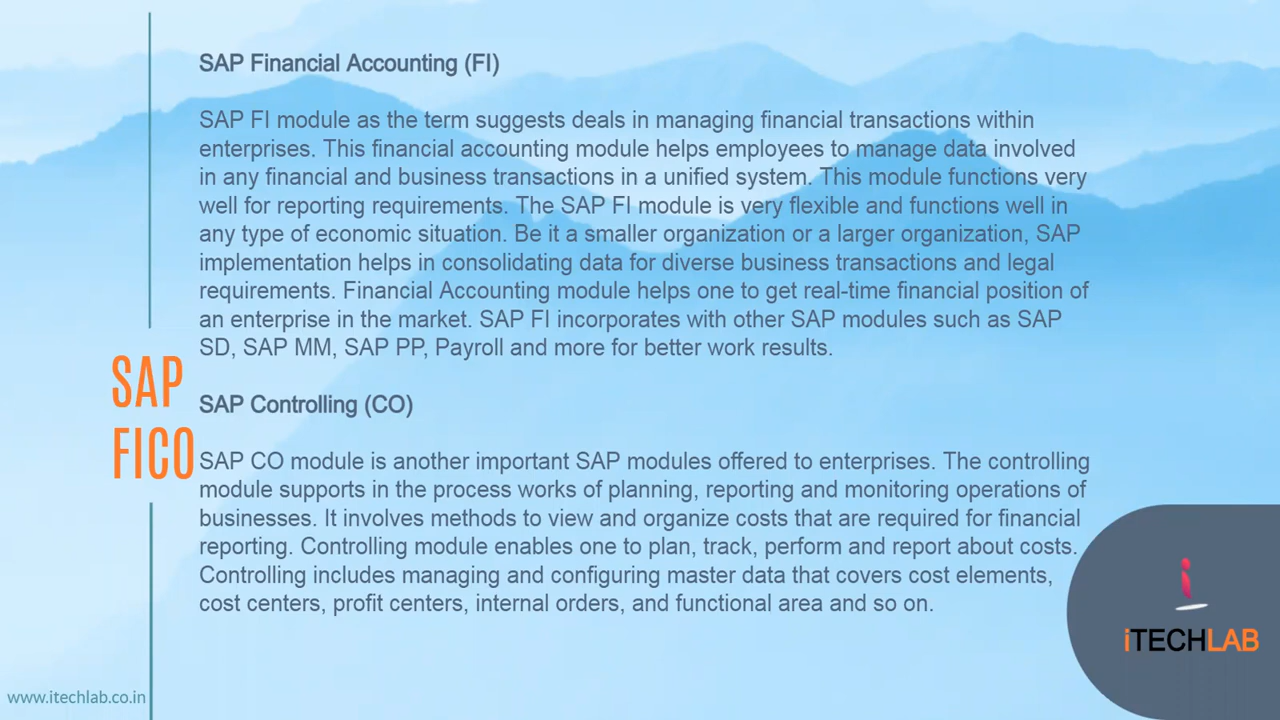 SAP Financial Accounting (FI)
SAP FI module as the term suggests deals in managing financial transactions within
enterprises. This financial accounting module helps employees to manage data involved
in any financial and business transactions in a unified system. This module functions very
well for reporting requirements. The SAP FI module is very flexible and functions well in
any type of economic situation. Be it a smaller organization or a larger organization, SAP
implementation helps in consolidating data for diverse business transactions and legal
requirements. Financial Accounting module helps one to get real-time financial position of
an enterprise in the market. SAP FI incorporates with other SAP modules such as SAP
SD, SAP MM, SAP PP, Payroll and more for better work results.
SAP
FICO
SAP Controlling (CO)
SAP CO module is another important SAP modules offered to enterprises. The controlling
module supports in the process works of planning, reporting and monitoring operations of
businesses. It involves methods to view and organize costs that are required for financial
reporting. Controlling module enables one to plan, track, perform and report about costs.
Controlling includes managing and configuring master data that covers cost elements,
cost centers, profit centers, internal orders, and functional area and so on.
i
iTECHLAB
www.itechlab.co.in